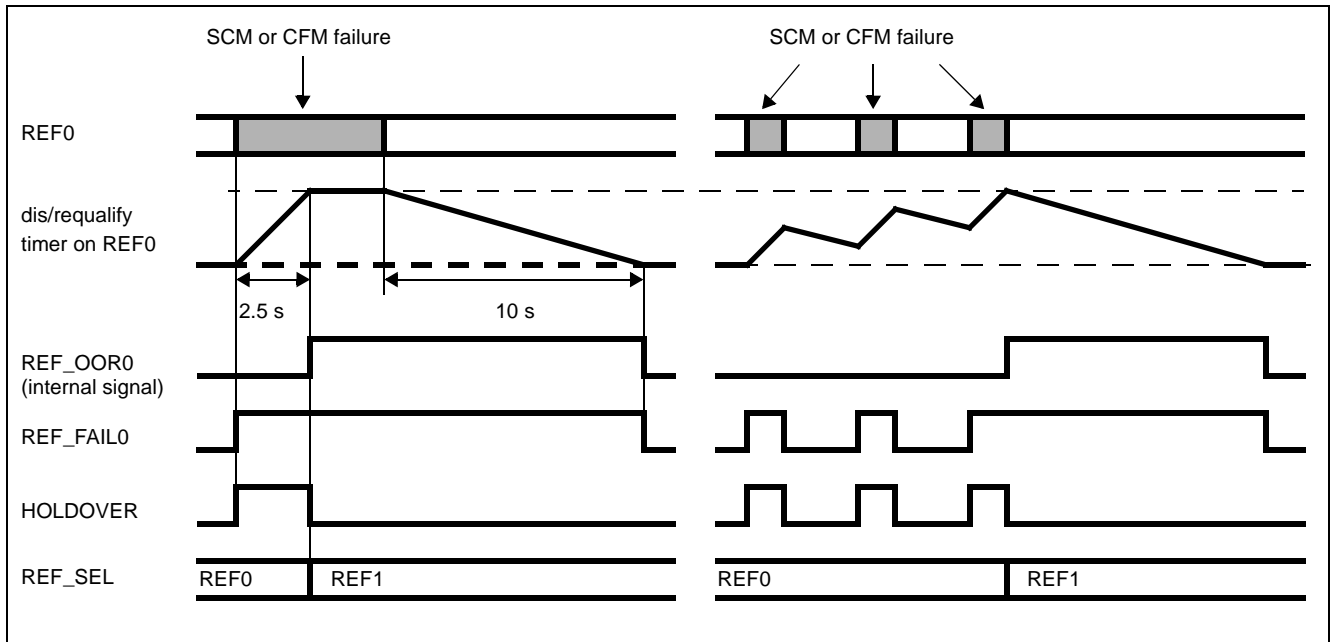 SCM or CFM failure
SCM or CFM failure
REF0
dis/requalify
timer on REF0
2.5 s
10 s
REF_OOR0
(internal signal)
REF_FAIL0
HOLDOVER
REF_SEL
REF0
REF1
REF0
REF1